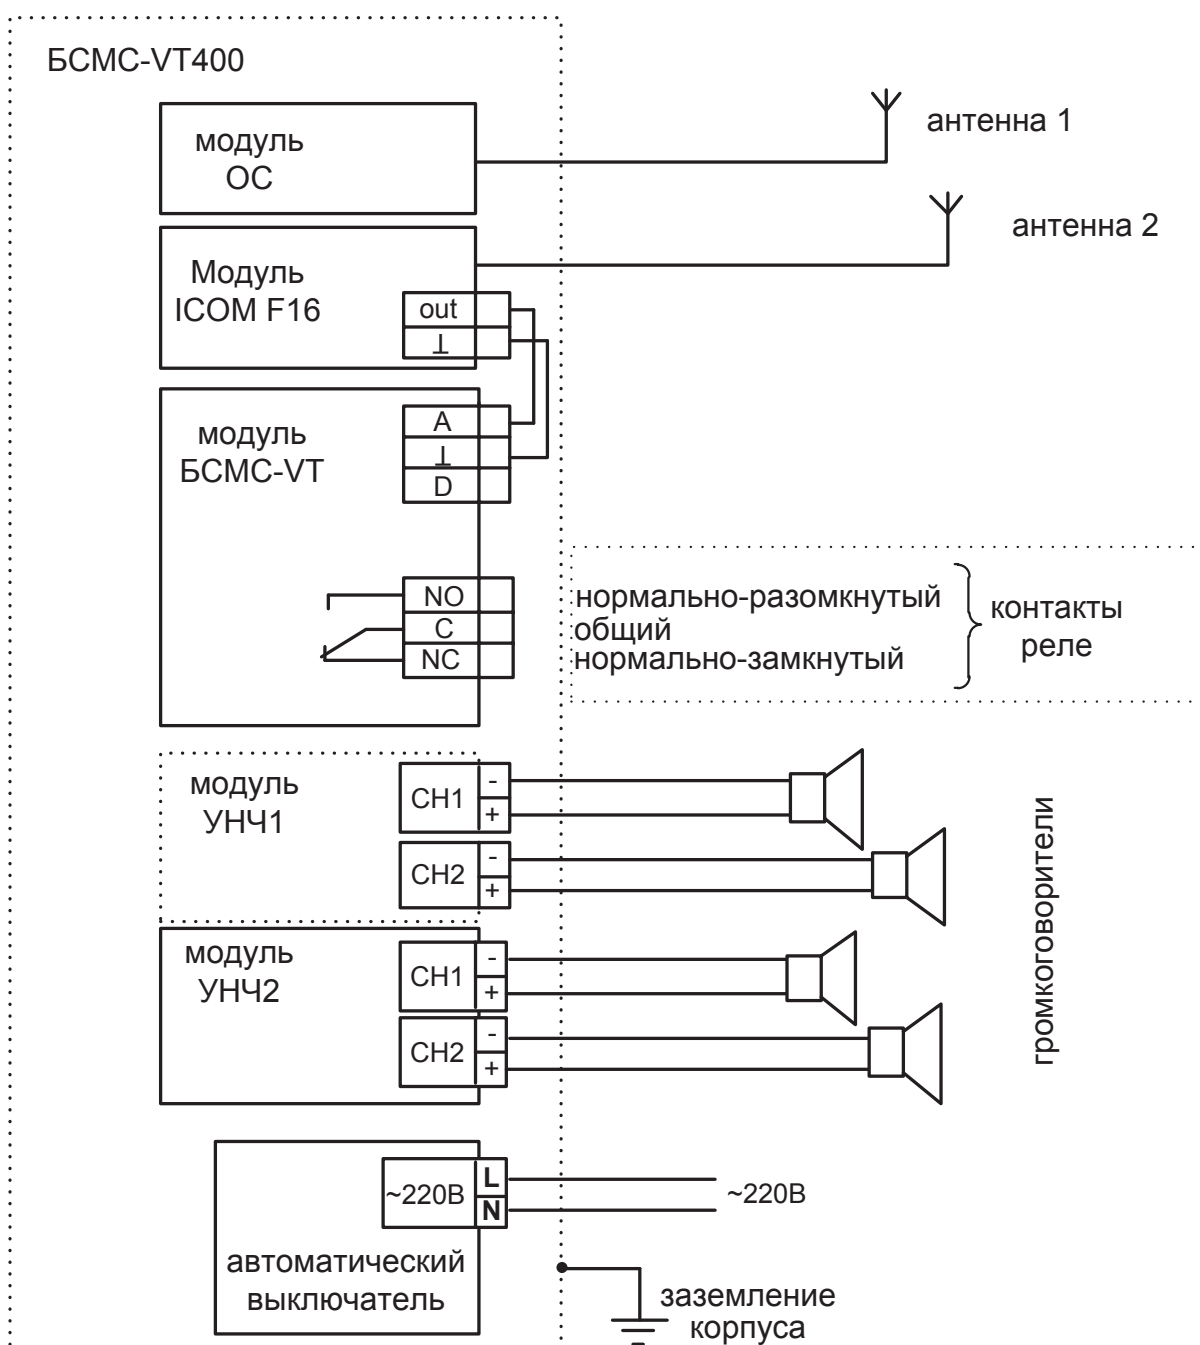 БСМС-VT400
модуль
ОС
антенна 1
антенна 2
Модуль
ICOM F16
out
⊥
модуль
БСМС-VT
A
⊥
D
NO
C
NC
нормально-разомкнутый
общий
нормально-замкнутый
контакты
реле
модуль
УНЧ1
CH1
-
+
CH2
-
+
модуль
УНЧ2
CH1
-
+
CH2
-
+
громкоговорители
~220В
L
N
~220В
автоматический
выключатель
заземление
корпуса